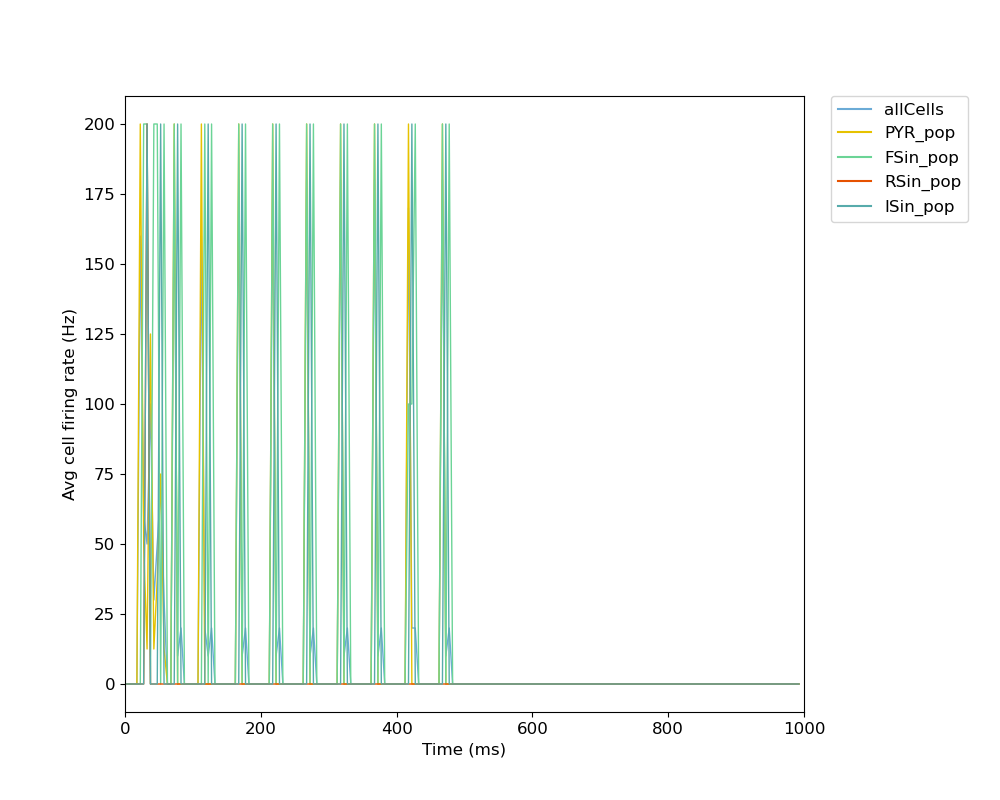 allCells
PYR_pop
FSin_pop
RSin_pop
ISin_pop
Avg cell firing rate (Hz)
200
175
150
125
100
75
50
25
0
0 200 400 600 800 1000
Time (ms)